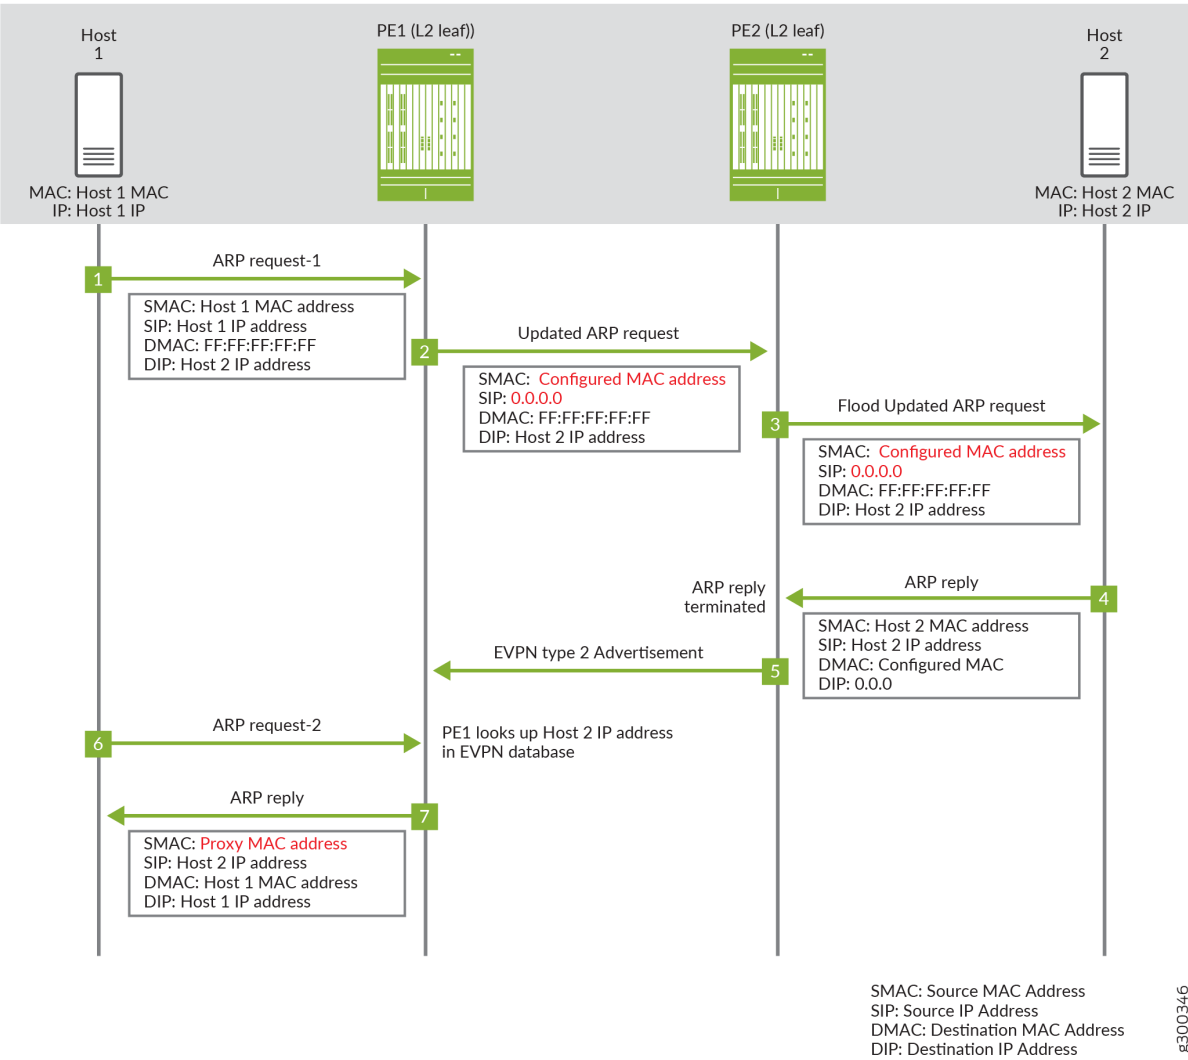 Host
1
PE1 (L2 leaf))
PE2 (L2 leaf)
Host
2
MAC: Host 1 MAC
IP: Host 1 IP
MAC: Host 2 MAC
IP: Host 2 IP
ARP request-1
1
SMAC: Host 1 MAC address
SIP: Host 1 IP address
DMAC: FF:FF:FF:FF:FF
DIP: Host 2 IP address
Updated ARP request
2
SMAC: Configured MAC address
SIP: 0.0.0.0
DMAC: FF:FF:FF:FF:FF
DIP: Host 2 IP address
Flood Updated ARP request
3
SMAC: Configured MAC address
SIP: 0.0.0.0
DMAC: FF:FF:FF:FF:FF
DIP: Host 2 IP address
ARP reply
4
ARP reply
terminated
SMAC: Host 2 MAC address
SIP: Host 2 IP address
DMAC: Configured MAC
DIP: 0.0.0
EVPN type 2 Advertisement
5
ARP request-2
6
PE1 looks up Host 2 IP address
in EVPN database
ARP reply
7
SMAC: Proxy MAC address
SIP: Host 2 IP address
DMAC: Host 1 MAC address
DIP: Host 1 IP address
SMAC: Source MAC Address
SIP: Source IP Address
DMAC: Destination MAC Address
DIP: Destination IP Address
g300346